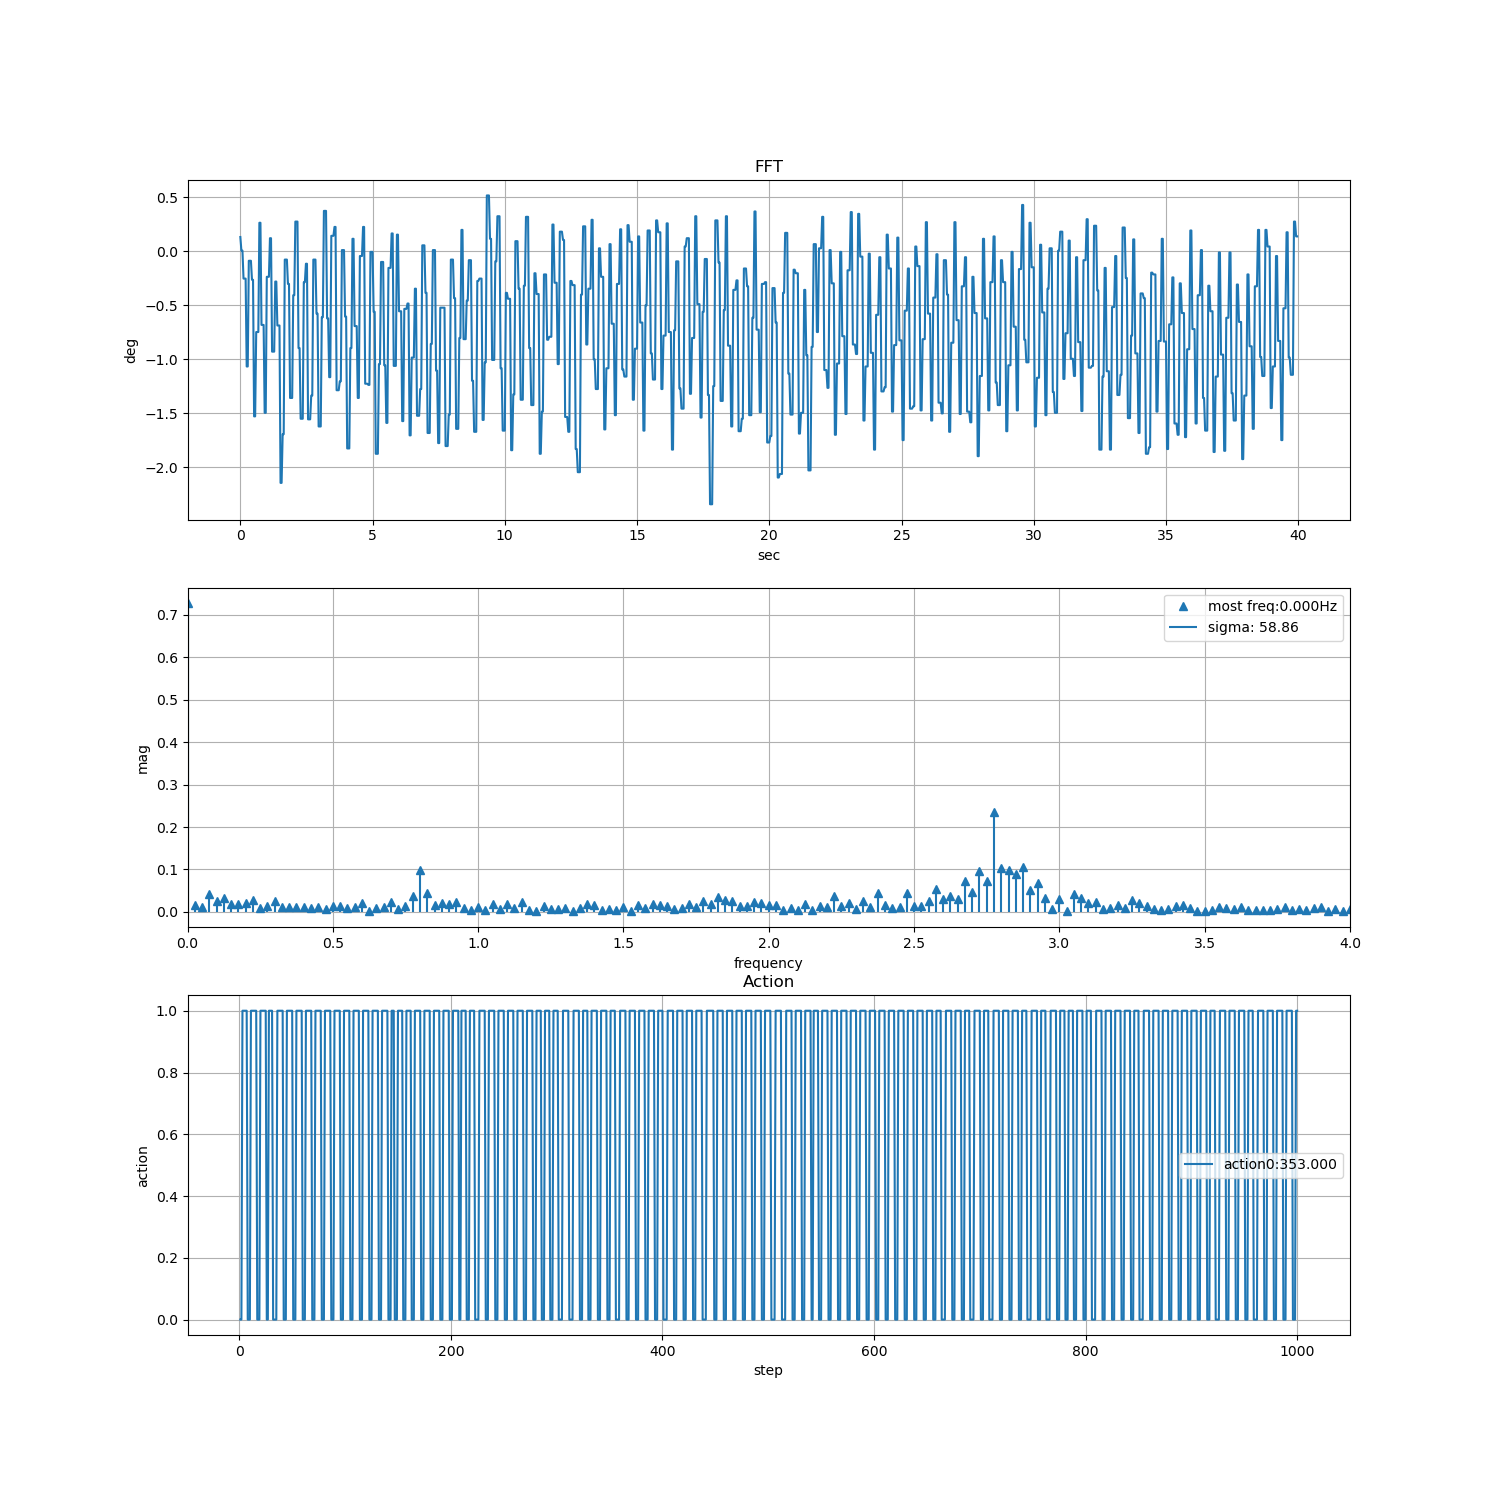 FFT
0.5
0.0
−0.5
−1.0
−1.5
−2.0
deg
0 5 10 15 20 25 30 35 40
sec
0.7
0.6
0.5
0.4
0.3
0.2
0.1
0.0
mag
most freq:0.000Hz
sigma: 58.86
0.0 0.5 1.0 1.5 2.0 2.5 3.0 3.5 4.0
frequency
Action
1.0
0.8
0.6
0.4
0.2
0.0
action
action0:353.000
0 200 400 600 800 1000
step